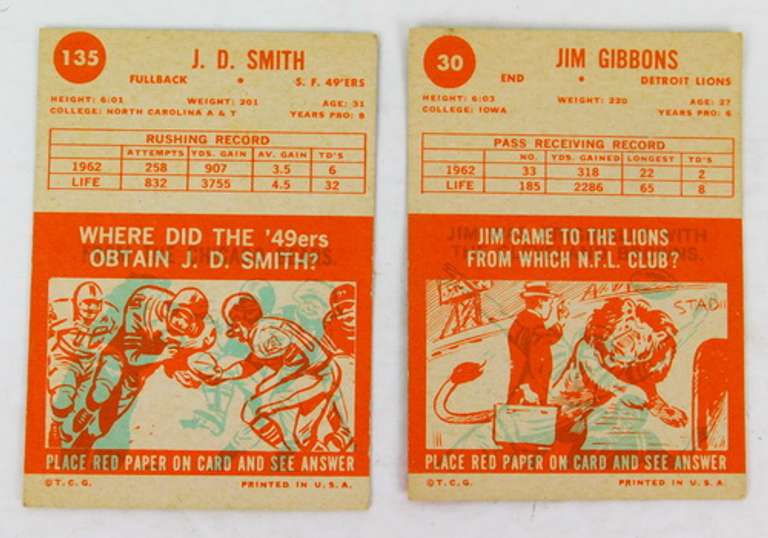 135
J. D. SMITH
FULLBACK • S. F. 49'ERS
HEIGHT: 6:01 WEIGHT: 201 AGE: 31
COLLEGE: NORTH CAROLINA A & T YEARS PRO: 8
RUSHING RECORD
ATTEMPTS YDS. GAIN AV. GAIN TD'S
1962 258 907 3.5 6
LIFE 832 3755 4.5 32
WHERE DID THE '49ers
OBTAIN J. D. SMITH?
PLACE RED PAPER ON CARD AND SEE ANSWER
©T.C.G. PRINTED IN U.S.A.
30
JIM GIBBONS
END • DETROIT LIONS
HEIGHT: 6:03 WEIGHT: 220 AGE: 27
COLLEGE: IOWA YEARS PRO: 6
PASS RECEIVING RECORD
NO. YDS. GAINED LONGEST TD'S
1962 33 318 22 2
LIFE 185 2286 65 8
JIM CAME TO THE LIONS
FROM WHICH N.F.L. CLUB?
STADI
PLACE RED PAPER ON CARD AND SEE ANSWER
©T.C.G. PRINTED IN U.S.A.